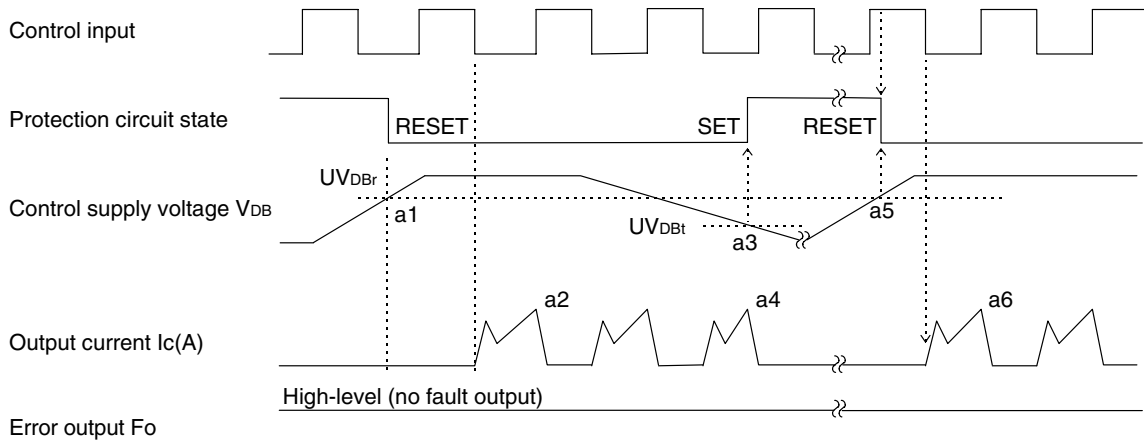 Control input
Protection circuit state
RESET
SET
RESET
UVDBr
Control supply voltage VDB
a1
UVDBt
a3
a5
a2
a4
a6
Output current Ic(A)
High-level (no fault output)
Error output Fo